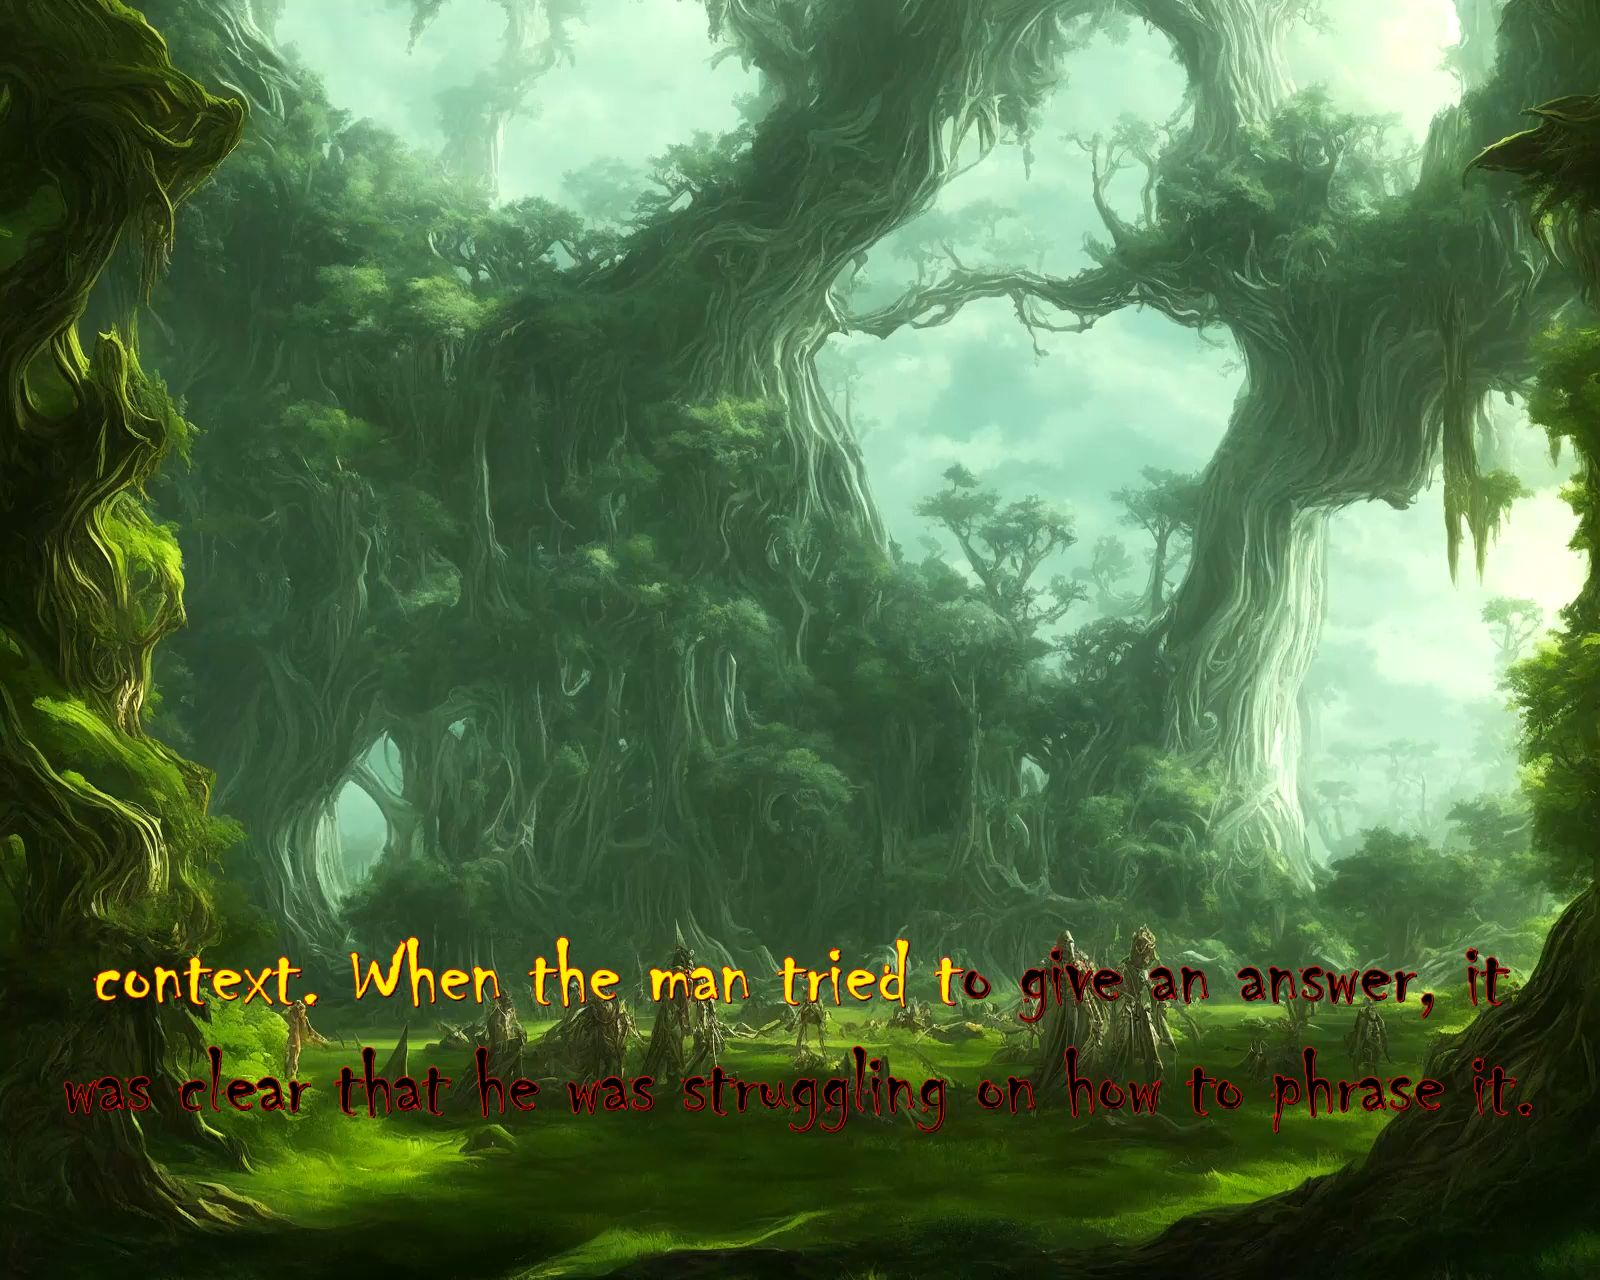 context. When the man tried to give an answer, it
was clear that he was struggling on how to phrase it.